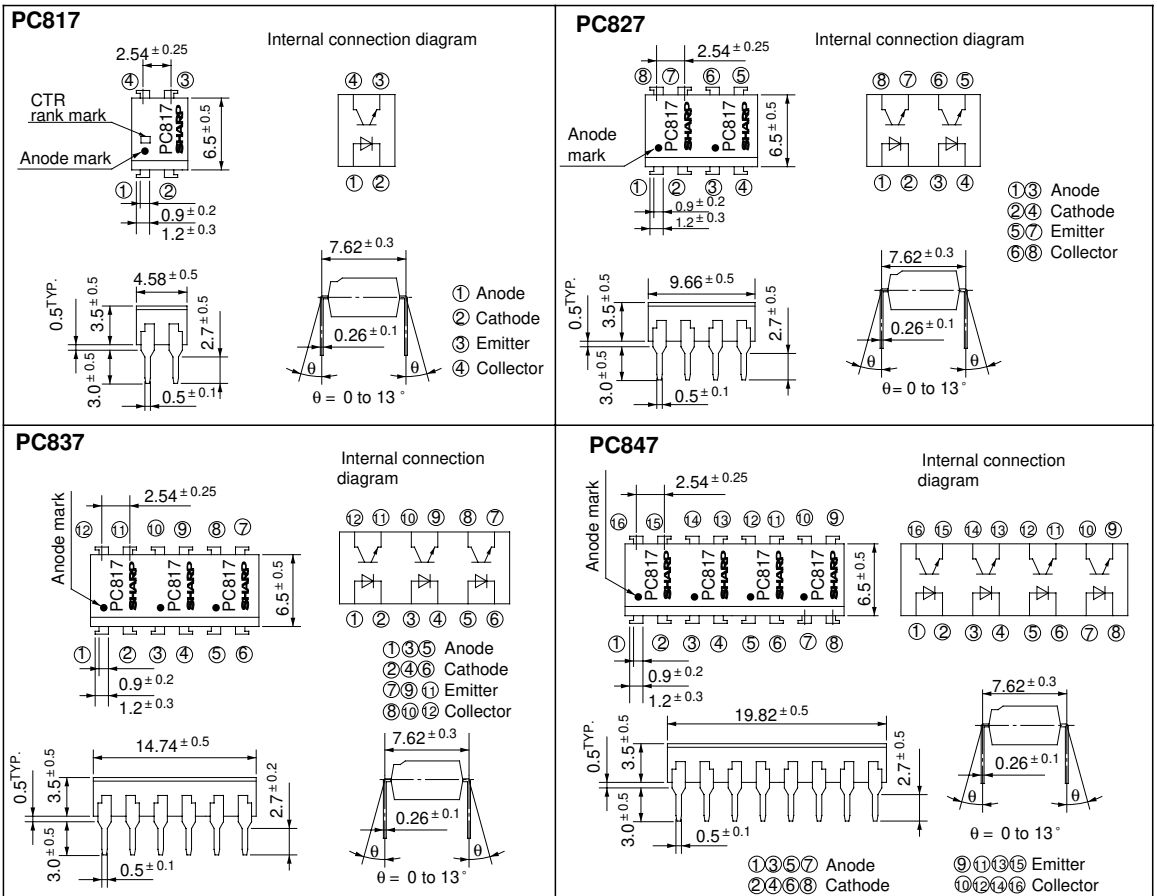 PC817
Internal connection diagram
2.54 ± 0.25
④ ③
CTR
rank mark
Anode mark
PC817
SHARP
6.5 ± 0.5
① ②
0.9 ± 0.2
1.2 ± 0.3
④ ③
① ②
4.58 ± 0.5
0.5 TYP.
3.5 ± 0.5
2.7 ± 0.5
3.0 ± 0.5
0.5 ± 0.1
7.62 ± 0.3
0.26 ± 0.1
θ θ
θ = 0 to 13 °
① Anode
② Cathode
③ Emitter
④ Collector
PC827
Internal connection diagram
2.54 ± 0.25
⑧ ⑦ ⑥ ⑤
Anode
mark
PC817
SHARP
PC817
SHARP
6.5 ± 0.5
① ② ③ ④
0.9 ± 0.2
1.2 ± 0.3
⑧ ⑦ ⑥ ⑤
① ② ③ ④
①③ Anode
②④ Cathode
⑤⑦ Emitter
⑥⑧ Collector
9.66 ± 0.5
0.5 TYP.
3.5 ± 0.5
2.7 ± 0.5
3.0 ± 0.5
0.5 ± 0.1
7.62 ± 0.3
0.26 ± 0.1
θ θ
θ = 0 to 13 °
PC837
Internal connection
diagram
Anode mark
2.54 ± 0.25
⑫ ⑪ ⑩ ⑨ ⑧ ⑦
PC817
SHARP
PC817
SHARP
PC817
SHARP
6.5 ± 0.5
① ② ③ ④ ⑤ ⑥
0.9 ± 0.2
1.2 ± 0.3
⑫ ⑪ ⑩ ⑨ ⑧ ⑦
① ② ③ ④ ⑤ ⑥
①③⑤ Anode
②④⑥ Cathode
⑦⑨⑪ Emitter
⑧⑩⑫ Collector
14.74 ± 0.5
0.5 TYP.
3.5 ± 0.5
2.7 ± 0.2
3.0 ± 0.5
0.5 ± 0.1
7.62 ± 0.3
0.26 ± 0.1
θ θ
θ = 0 to 13 °
PC847
Internal connection
diagram
Anode mark
2.54 ± 0.25
⑯ ⑮ ⑭ ⑬ ⑫ ⑪ ⑩ ⑨
PC817
SHARP
PC817
SHARP
PC817
SHARP
PC817
SHARP
6.5 ± 0.5
① ② ③ ④ ⑤ ⑥ ⑦ ⑧
0.9 ± 0.2
1.2 ± 0.3
⑯ ⑮ ⑭ ⑬ ⑫ ⑪ ⑩ ⑨
① ② ③ ④ ⑤ ⑥ ⑦ ⑧
19.82 ± 0.5
0.5 TYP.
3.5 ± 0.5
2.7 ± 0.5
3.0 ± 0.5
0.5 ± 0.1
7.62 ± 0.3
0.26 ± 0.1
θ θ
θ = 0 to 13 °
①③⑤⑦ Anode
②④⑥⑧ Cathode
⑨⑪⑬⑮ Emitter
⑩⑫⑭⑯ Collector